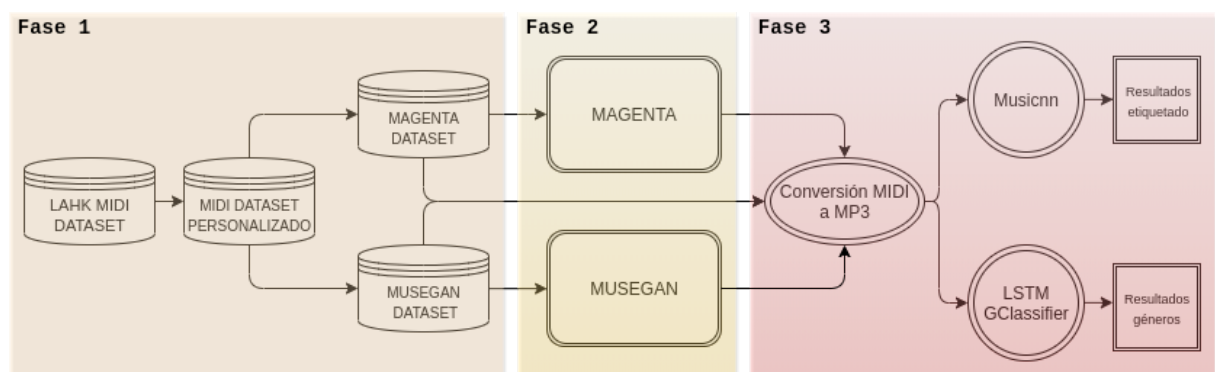 Fase 1
LAHK MIDI
DATASET
MIDI DATASET
PERSONALIZADO
MAGENTA
DATASET
MUSEGAN
DATASET
Fase 2
MAGENTA
MUSEGAN
Fase 3
Conversión MIDI
a MP3
Musicnn
Resultados
etiquetado
LSTM
GClassifier
Resultados
géneros